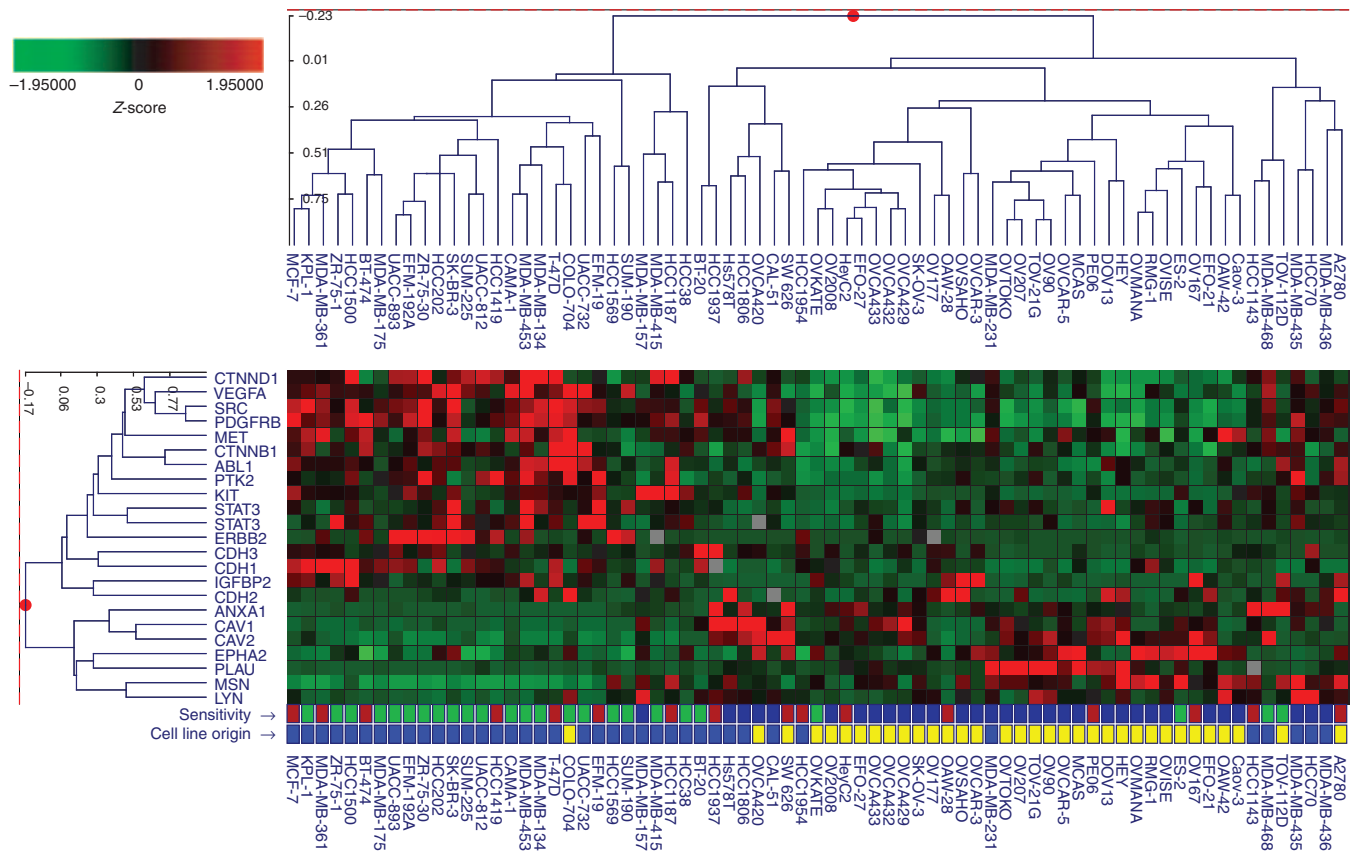 −0.23
0.01
0.26
0.51
0.75
−1.95000
0
1.95000
Z-score
MCF-7
KPL-1
MDA-MB-361
ZR-75-1
HCC1500
BT-474
MDA-MB-175
UACC-893
EFM-192A
ZR-75-30
HCC202
SK-BR-3
SUM-225
UACC-812
HCC1419
CAMA-1
MDA-MB-453
MDA-MB-134
T-47D
COLO-704
UACC-732
EFM-19
HCC1569
SUM-190
MDA-MB-157
MDA-MB-415
HCC1187
HCC38
BT-20
HCC1937
Hs578T
HCC1806
OVCA420
CAL-51
SW 626
HCC1954
OVKATE
OV2008
HeyC2
EFO-27
OVCA433
OVCA432
OVCA429
SK-OV-3
OV177
OAW-28
OVSAHO
OVCAR-3
MDA-MB-231
OVTOKO
OV207
TOV-21G
OV90
OVCAR-5
MCAS
PE06
DOV13
HEY
OVMANA
RMG-1
OVISE
ES-2
OV167
EFO-21
OAW-42
Caov-3
HCC1143
MDA-MB-468
TOV-112D
MDA-MB-435
HCC70
MDA-MB-436
A2780
−0.17
0.06
0.3
0.53
0.77
CTNND1
VEGFA
SRC
PDGFRB
MET
CTNNB1
ABL1
PTK2
KIT
STAT3
STAT3
ERBB2
CDH3
CDH1
IGFBP2
CDH2
ANXA1
CAV1
CAV2
EPHA2
PLAU
MSN
LYN
Sensitivity →
Cell line origin →
MCF-7
KPL-1
MDA-MB-361
ZR-75-1
HCC1500
BT-474
MDA-MB-175
UACC-893
EFM-192A
ZR-75-30
HCC202
SK-BR-3
SUM-225
UACC-812
HCC1419
CAMA-1
MDA-MB-453
MDA-MB-134
T-47D
COLO-704
UACC-732
EFM-19
HCC1569
SUM-190
MDA-MB-157
MDA-MB-415
HCC1187
HCC38
BT-20
HCC1937
Hs578T
HCC1806
OVCA420
CAL-51
SW 626
HCC1954
OVKATE
OV2008
HeyC2
EFO-27
OVCA433
OVCA432
OVCA429
SK-OV-3
OV177
OAW-28
OVSAHO
OVCAR-3
MDA-MB-231
OVTOKO
OV207
TOV-21G
OV90
OVCAR-5
MCAS
PE06
DOV13
HEY
OVMANA
RMG-1
OVISE
ES-2
OV167
EFO-21
OAW-42
Caov-3
HCC1143
MDA-MB-468
TOV-112D
MDA-MB-435
HCC70
MDA-MB-436
A2780